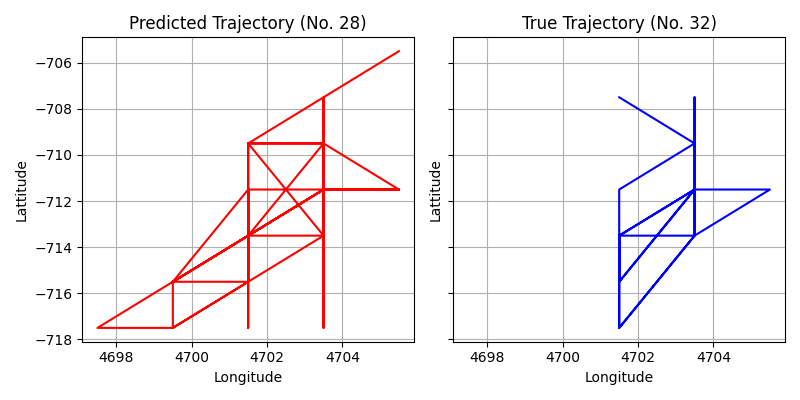 Predicted Trajectory (No. 28)
True Trajectory (No. 32)
Lattitude
−706
−708
−710
−712
−714
−716
−718
4698
4700
4702
4704
Longitude
Lattitude
4698
4700
4702
4704
Longitude